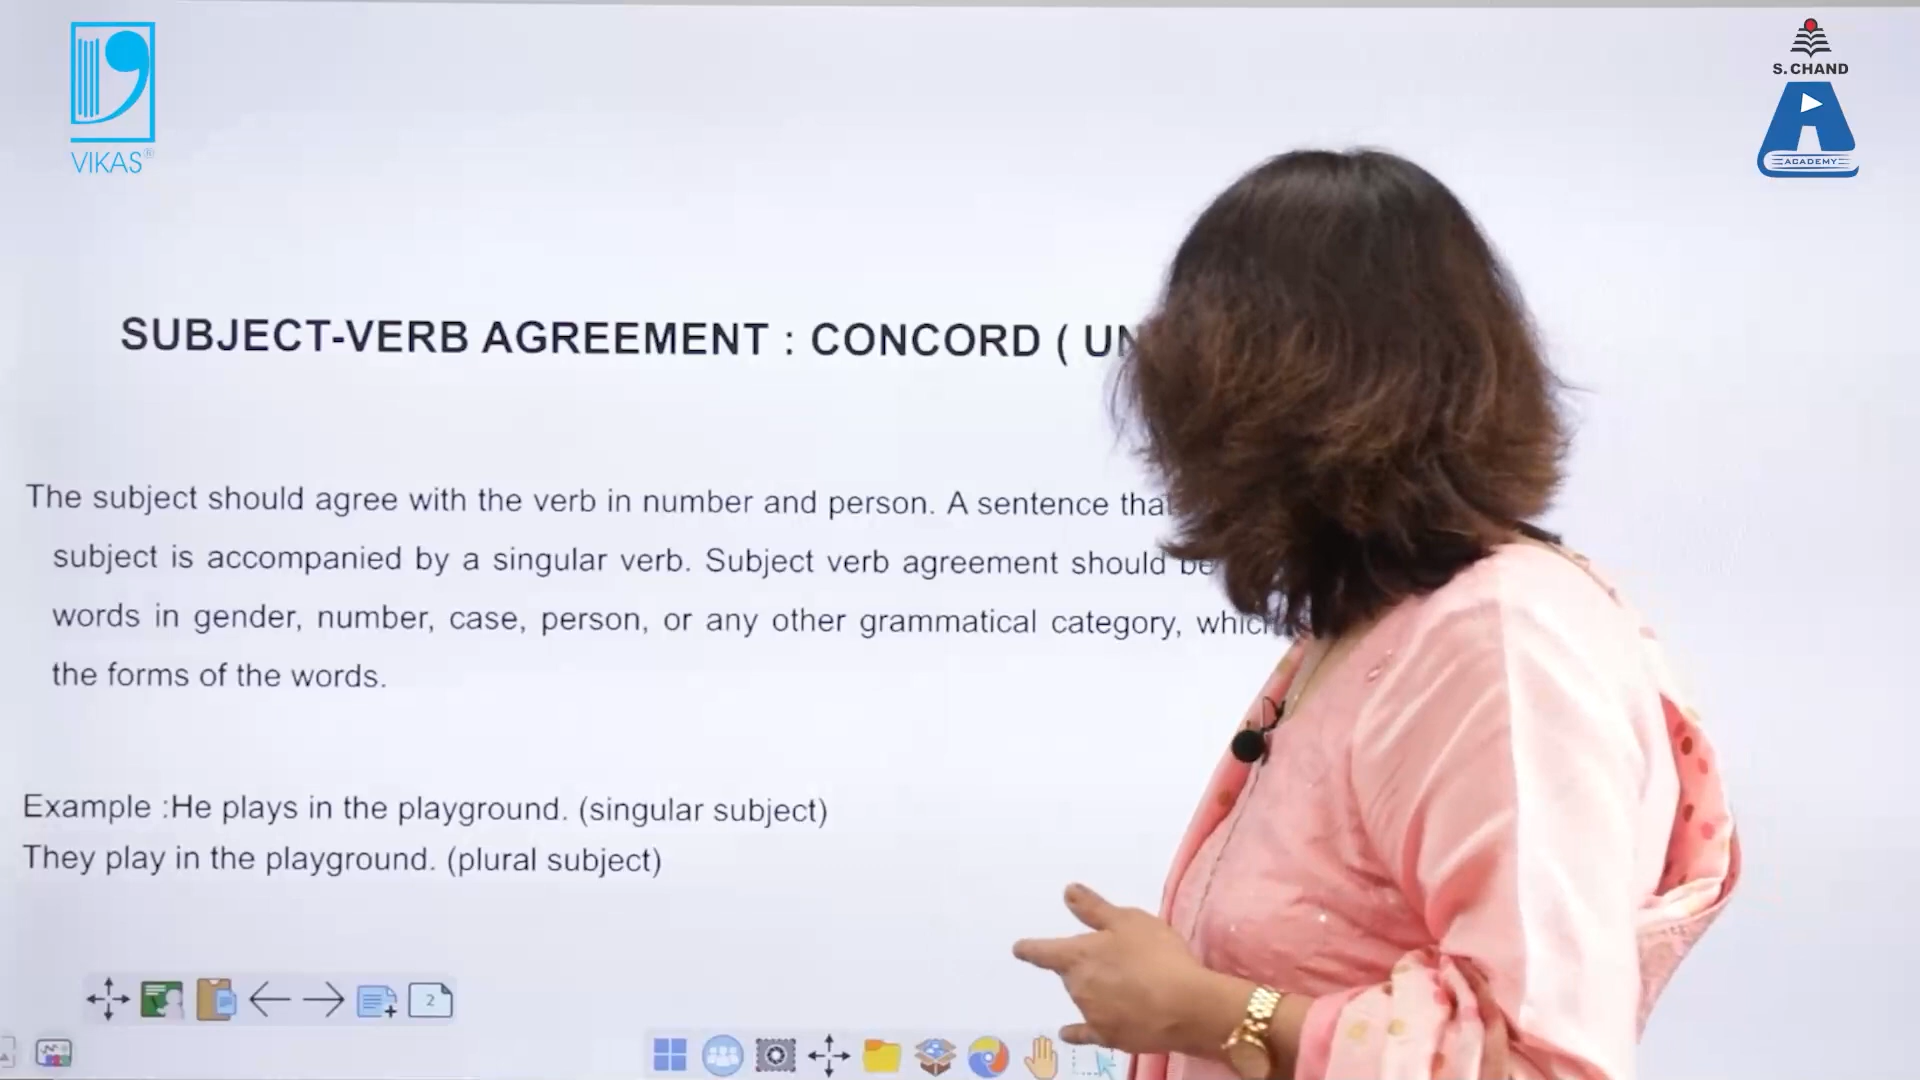 VIKAS®
S. CHAND
ACADEMY
SUBJECT-VERB AGREEMENT : CONCORD (
The subject should agree with the verb in number and person. A sentence
subject is accompanied by a singular verb. Subject verb agreement should be
words in gender, number, case, person, or any other grammatical category,
the forms of the words.
Example :He plays in the playground. (singular subject)
They play in the playground. (plural subject)
2